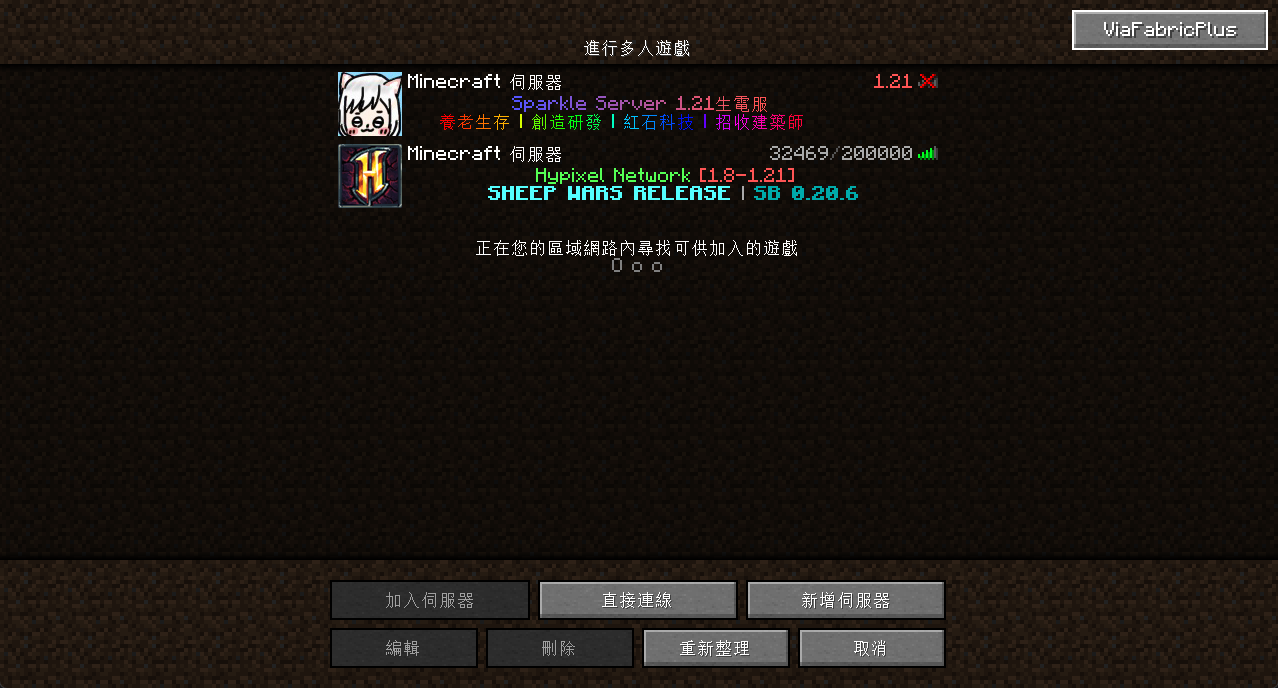 ViaFabricPlus
進行多人遊戲
Minecraft 伺服器 1.21
Sparkle Server 1.21生電服
養老生存 | 創造研發 | 紅石科技 | 招收建築師
Minecraft 伺服器 32469/200000
Hypixel Network [1.8-1.21]
SHEEP WARS RELEASE | SB 0.20.6
正在您的區域網路內尋找可供加入的遊戲
O o o
加入伺服器 直接連線 新增伺服器
編輯 刪除 重新整理 取消